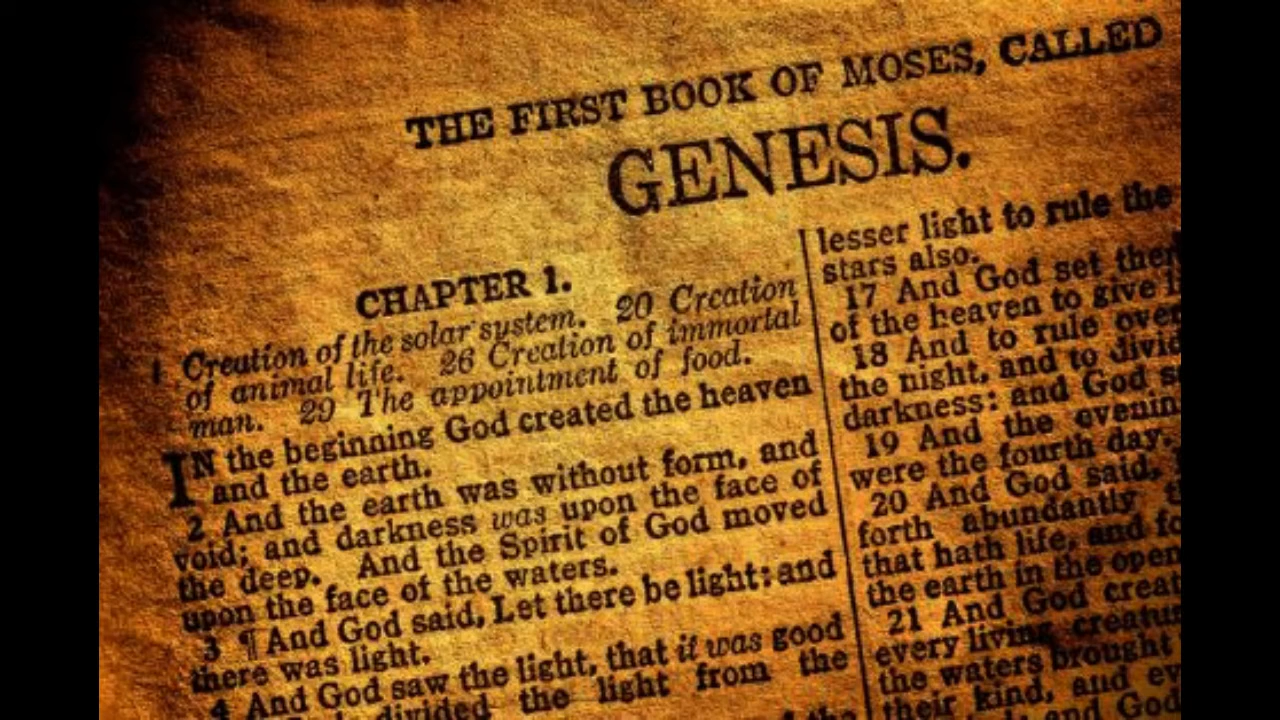 THE FIRST BOOK OF MOSES, CALLED
GENESIS.
CHAPTER 1.
1 Creation of the solar system. 20 Creation
of animal life. 26 Creation of immortal
man. 29 The appointment of food.
IN the beginning God created the heaven
and the earth.
2 And the earth was without form, and
void; and darkness was upon the face of
the deep. And the Spirit of God moved
upon the face of the waters.
3 ¶ And God said, Let there be light: and
there was light.
4 And God saw the light, that it was good
divided the light from the
lesser light to rule the
stars also.
17 And God set
of the heaven to give
18 And to rule over
the night, and to
darkness: and God
19 And the
were the fourth day.
20 And God said,
forth abundantly
that hath life, and
the earth in the open
21 And God
every living
the waters brought
their kind, and
and God